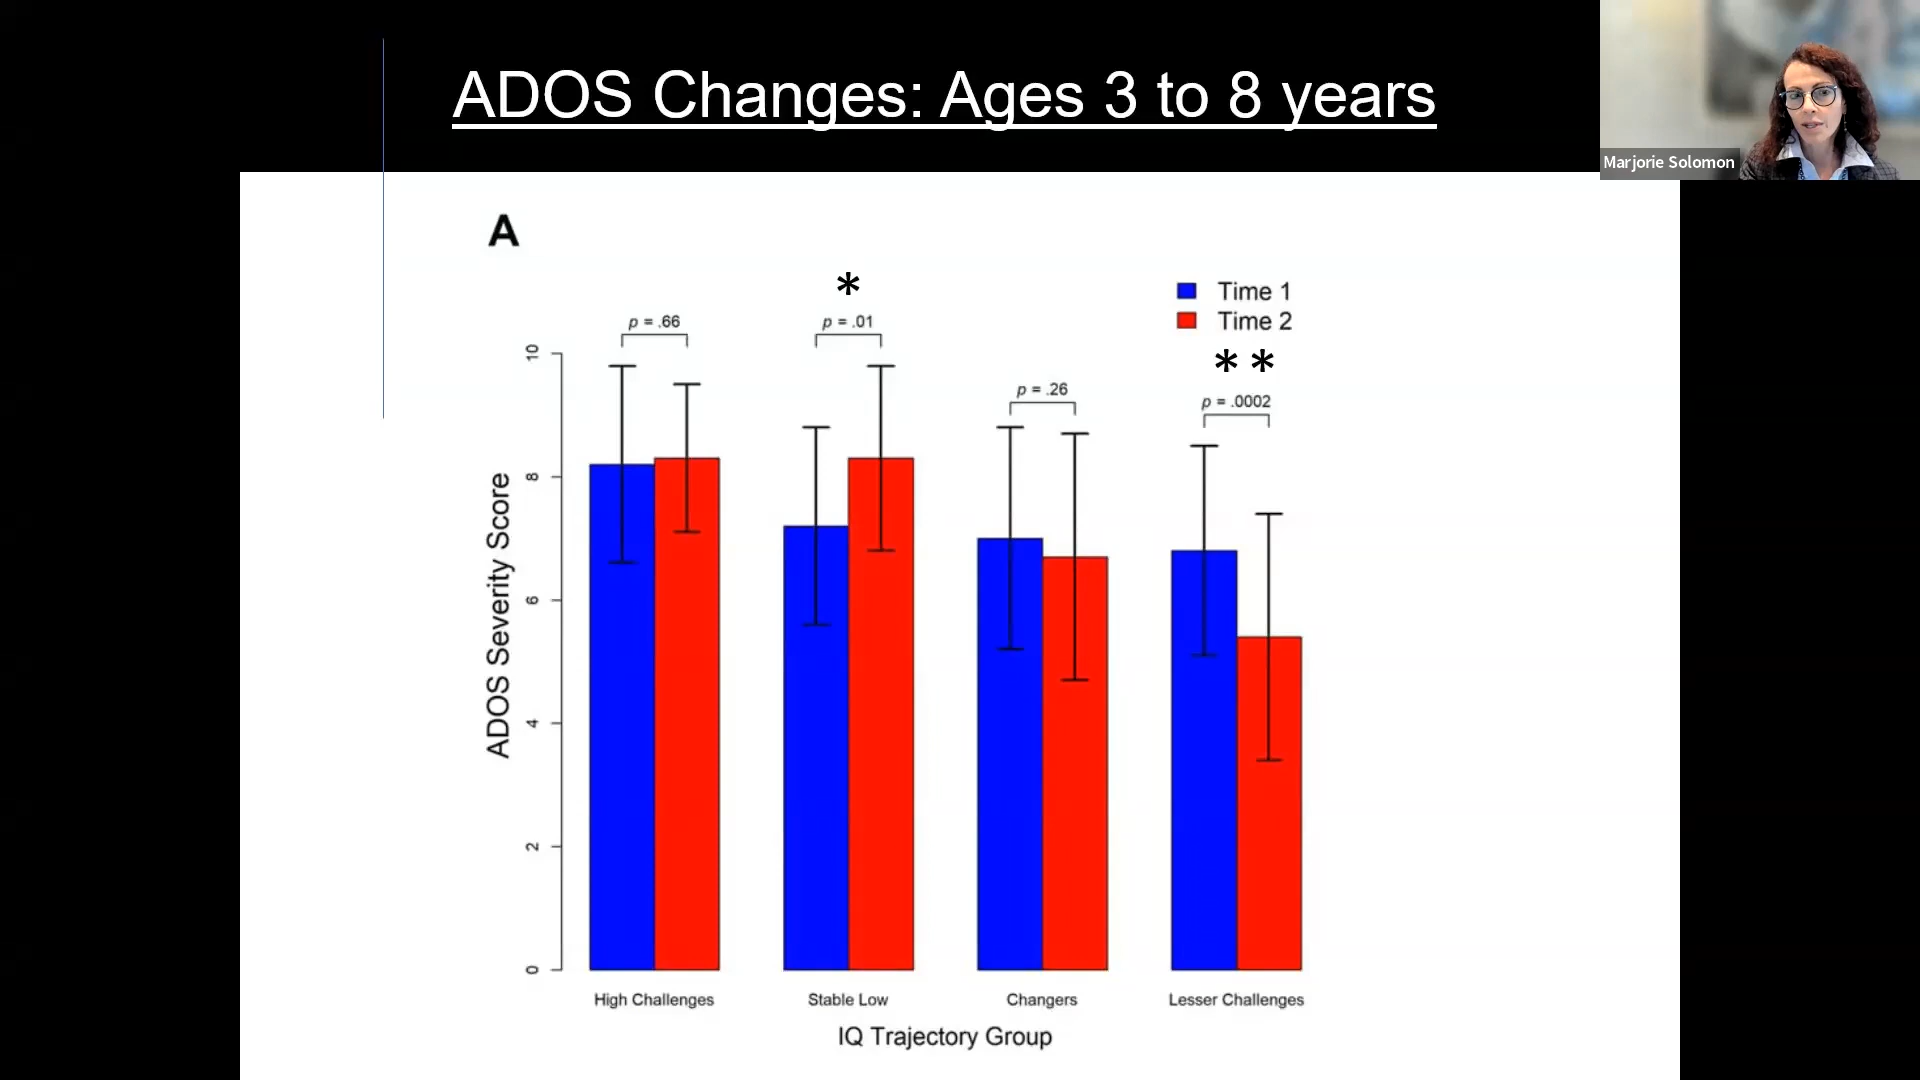 ADOS Changes: Ages 3 to 8 years
Marjorie Solomon
A
*
Time 1
Time 2
* *
p = .66
p = .01
p = .26
p = .0002
ADOS Severity Score
10
8
6
4
2
0
High Challenges
Stable Low
Changers
Lesser Challenges
IQ Trajectory Group